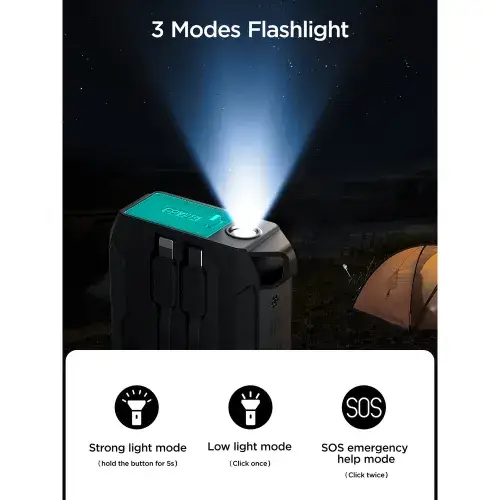 3 Modes Flashlight
SOS
Strong light mode
(hold the button for 5s)
Low light mode
(Click once)
SOS emergency
help mode
(Click twice)